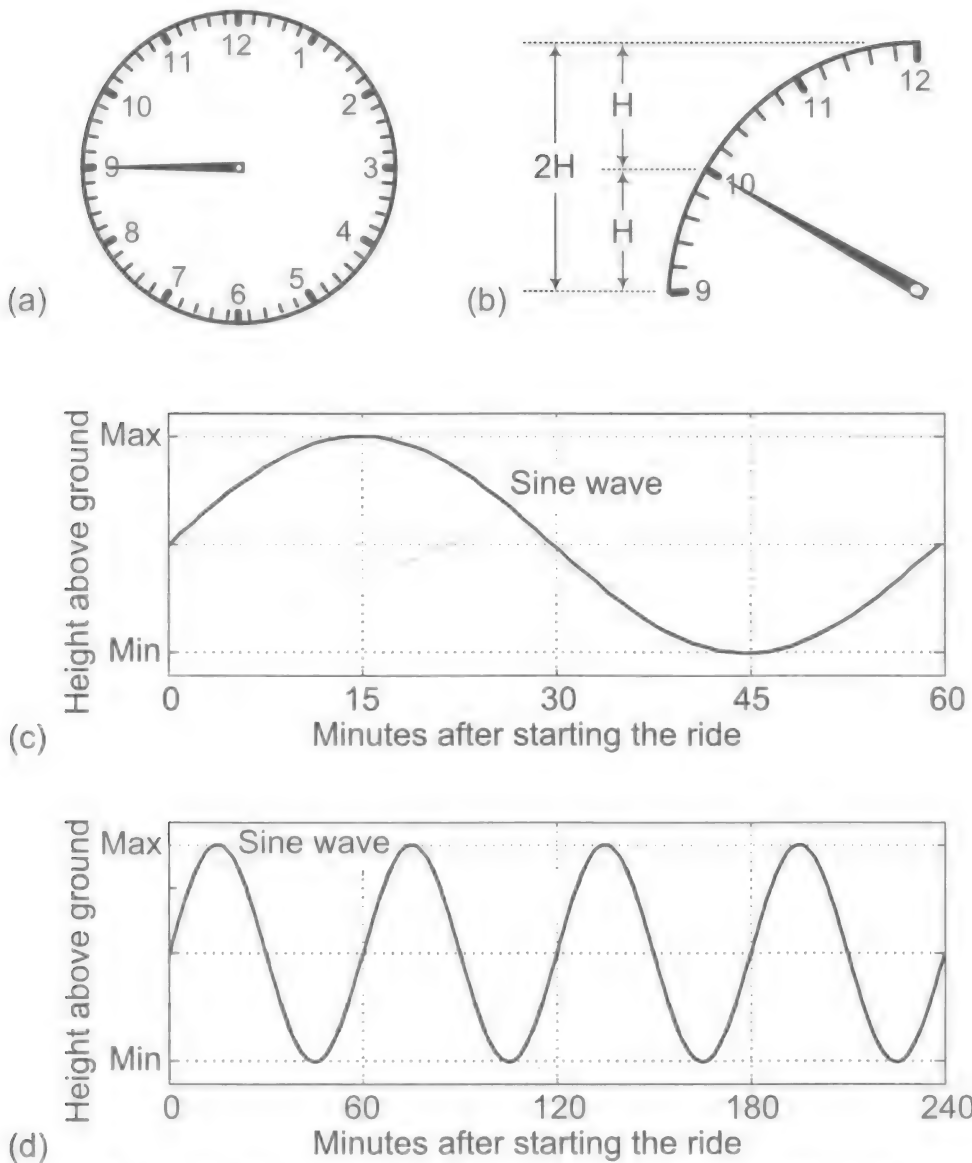 12
11
1
10
2
9
3
8
4
7
5
6
(a)
12
11
H
2H
10
H
9
(b)
Height above ground
Max
Sine wave
Min
0 15 30 45 60
Minutes after starting the ride
(c)
Height above ground
Max
Sine wave
Min
0 60 120 180 240
Minutes after starting the ride
(d)